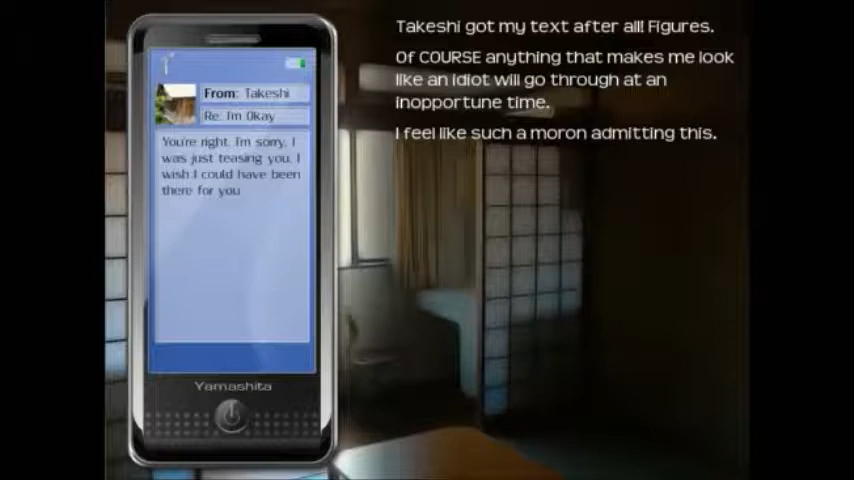 From: Takeshi
Re: I'm Okay
You're right. I'm sorry. I
was just teasing you. I
wish I could have been
there for you
Yamashita
Takeshi got my text after all! Figures.
Of COURSE anything that makes me look
like an idiot will go through at an
inopportune time.
I feel like such a moron admitting this.